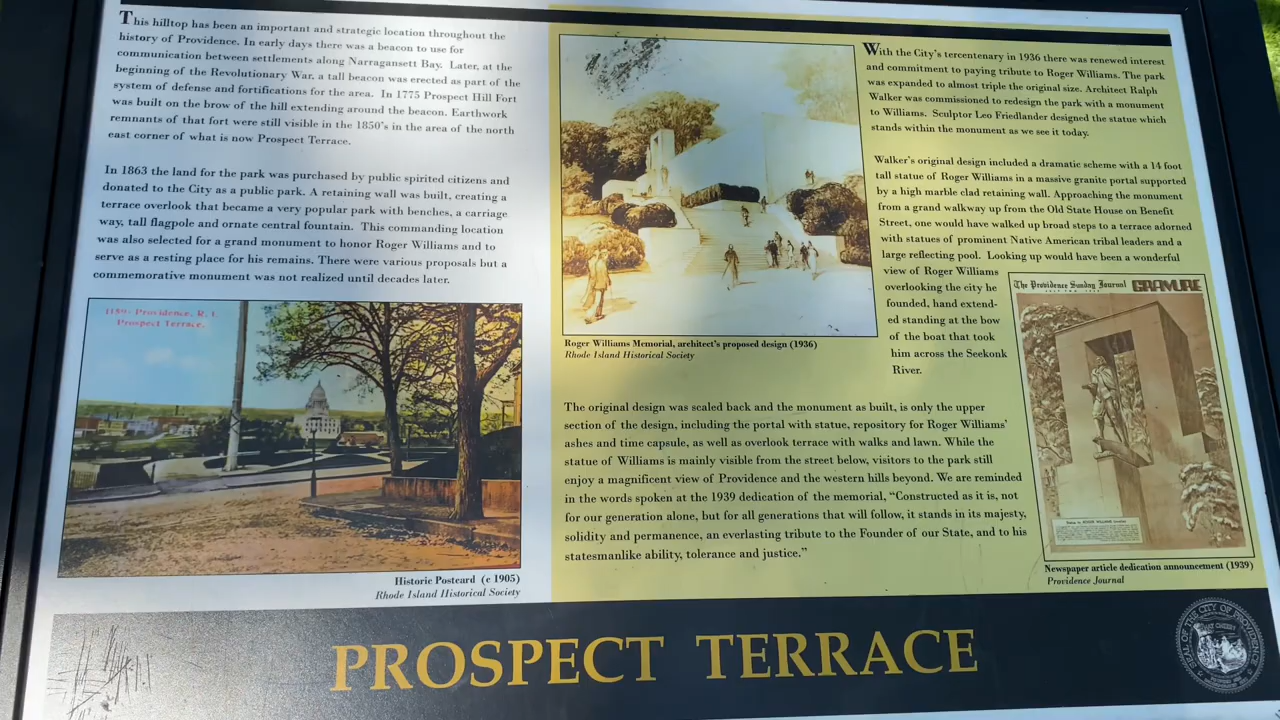 This hilltop has been an important and strategic location throughout the
history of Providence. In early days there was a beacon to use for
communication between settlements along Narragansett Bay. Later, at the
beginning of the Revolutionary War, a tall beacon was erected as part of the
system of defense and fortifications for the area. In 1775 Prospect Hill Fort
was built on the brow of the hill extending around the beacon. Earthwork
remnants of that fort were still visible in the 1850's in the area of the north
east corner of what is now Prospect Terrace.
In 1863 the land for the park was purchased by public spirited citizens and
donated to the City as a public park. A retaining wall was built, creating a
terrace overlook that became a very popular park with benches, a carriage
way, tall flagpole and ornate central fountain. This commanding location
was also selected for a grand monument to honor Roger Williams and to
serve as a resting place for his remains. There were various proposals but a
commemorative monument was not realized until decades later.
1189- Providence, R. I.
Prospect Terrace.
Historic Postcard (c 1905)
Rhode Island Historical Society
Roger Williams Memorial, architect's proposed design (1936)
Rhode Island Historical Society
With the City's tercentenary in 1936 there was renewed interest
and commitment to paying tribute to Roger Williams. The park
was expanded to almost triple the original size. Architect Ralph
Walker was commissioned to redesign the park with a monument
to Williams. Sculptor Leo Friedlander designed the statue which
stands within the monument as we see it today.
Walker's original design included a dramatic scheme with a 14 foot
tall statue of Roger Williams in a massive granite portal supported
by a high marble clad retaining wall. Approaching the monument
from a grand walkway up from the Old State House on Benefit
Street, one would have walked up broad steps to a terrace adorned
with statues of prominent Native American tribal leaders and a
large reflecting pool. Looking up would have been a wonderful
view of Roger Williams
overlooking the city he
founded, hand extend-
ed standing at the bow
of the boat that took
him across the Seekonk
River.
The original design was scaled back and the monument as built, is only the upper
section of the design, including the portal with statue, repository for Roger Williams'
ashes and time capsule, as well as overlook terrace with walks and lawn. While the
statue of Williams is mainly visible from the street below, visitors to the park still
enjoy a magnificent view of Providence and the western hills beyond. We are reminded
in the words spoken at the 1939 dedication of the memorial, “Constructed as it is, not
for our generation alone, but for all generations that will follow, it stands in its majesty,
solidity and permanence, an everlasting tribute to the Founder of our State, and to his
statesmanlike ability, tolerance and justice.”
The Providence Sunday Journal GRAVURE
Newspaper article dedication announcement (1939)
Providence Journal
PROSPECT TERRACE
SEAL OF THE CITY OF PROVIDENCE